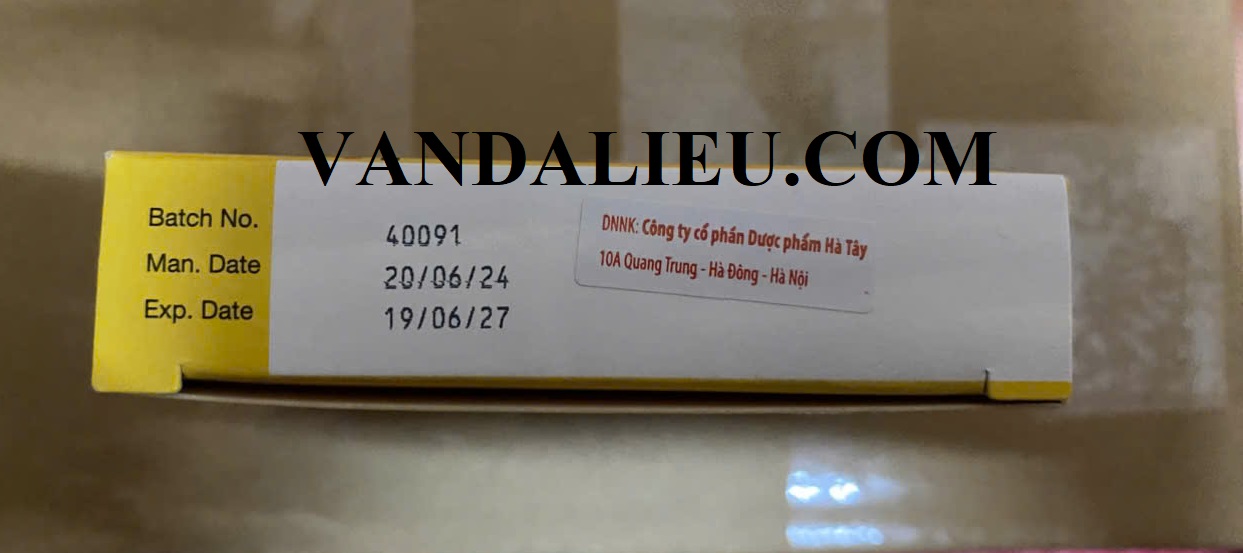 VANDALIEU.COM
Batch No. 40091
Man. Date 20/06/24
Exp. Date 19/06/27
DNNK: Công ty cổ phần Dược phẩm Hà Tây
10A Quang Trung - Hà Đông - Hà Nội